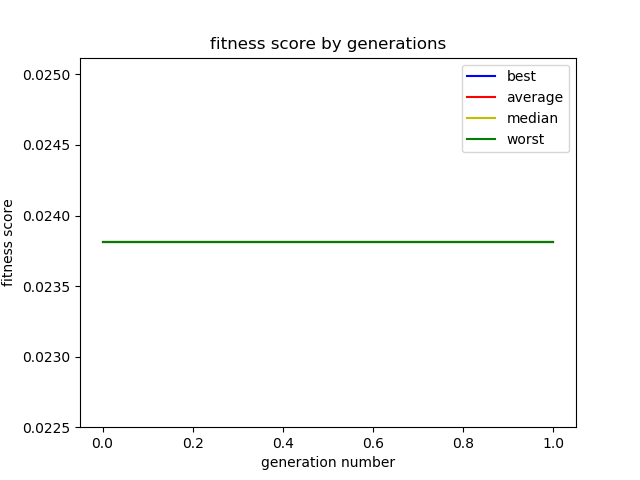 fitness score by generations
0.0250
0.0245
0.0240
0.0235
0.0230
0.0225
fitness score
best
average
median
worst
0.0
0.2
0.4
0.6
0.8
1.0
generation number